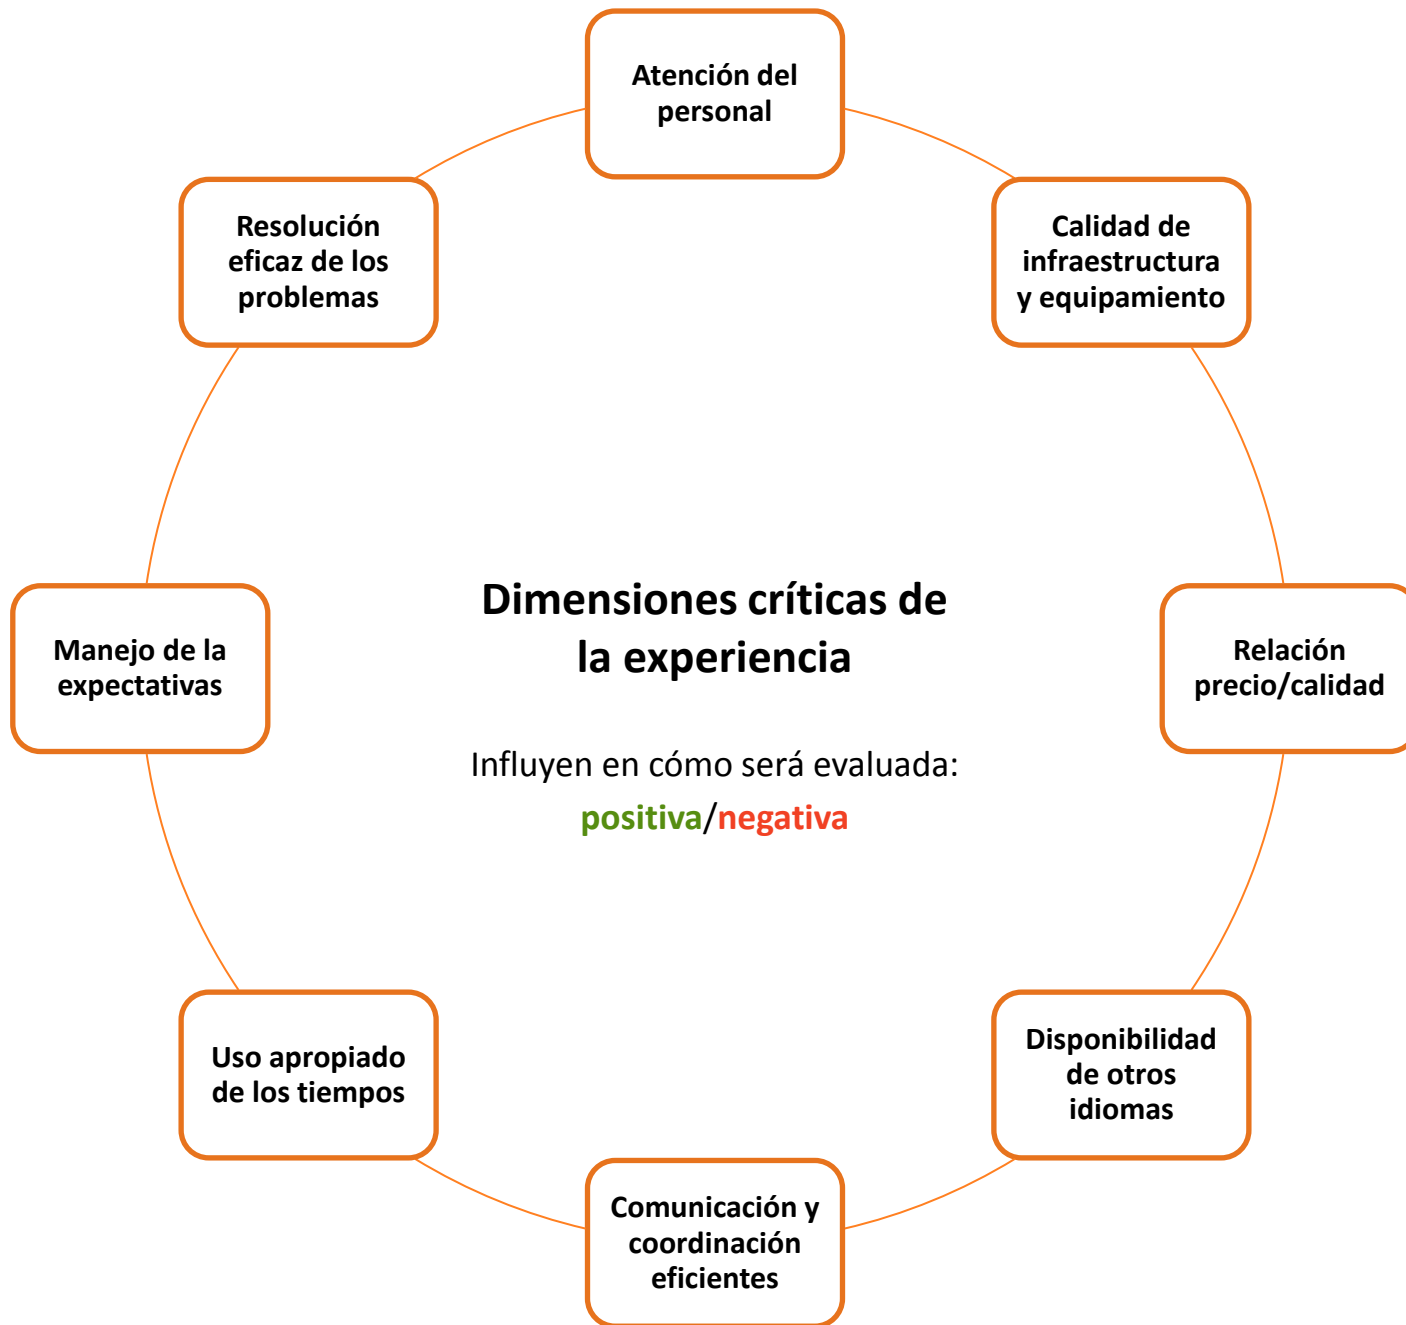 Atención del
personal
Calidad de
infraestructura
y equipamiento
Relación
precio/calidad
Disponibilidad
de otros
idiomas
Comunicación y
coordinación
eficientes
Uso apropiado
de los tiempos
Manejo de la
expectativas
Resolución
eficaz de los
problemas
Dimensiones críticas de
la experiencia
Influyen en cómo será evaluada:
positiva/negativa